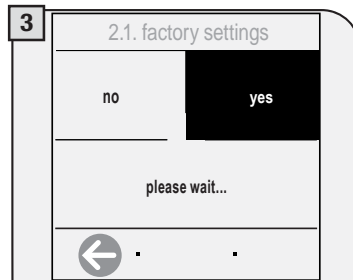 3
2.1. factory settings
no yes
please wait...